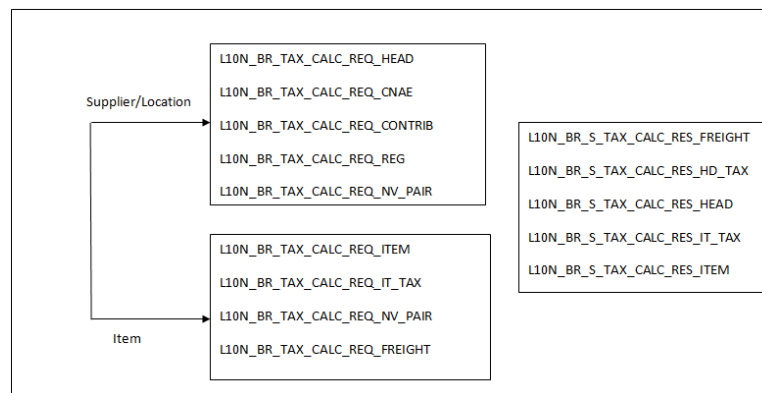 L10N_BR_TAX_CALC_REQ_HEAD
L10N_BR_TAX_CALC_REQ_CNAE
Supplier/Location
L10N_BR_TAX_CALC_REQ_CONTRIB
L10N_BR_TAX_CALC_REQ_REG
L10N_BR_TAX_CALC_REQ_NV_PAIR
L10N_BR_TAX_CALC_REQ_ITEM
L10N_BR_TAX_CALC_REQ_IT_TAX
L10N_BR_TAX_CALC_REQ_NV_PAIR
Item
L10N_BR_TAX_CALC_REQ_FREIGHT
L10N_BR_S_TAX_CALC_RES_FREIGHT
L10N_BR_S_TAX_CALC_RES_HD_TAX
L10N_BR_S_TAX_CALC_RES_HEAD
L10N_BR_S_TAX_CALC_RES_IT_TAX
L10N_BR_S_TAX_CALC_RES_ITEM